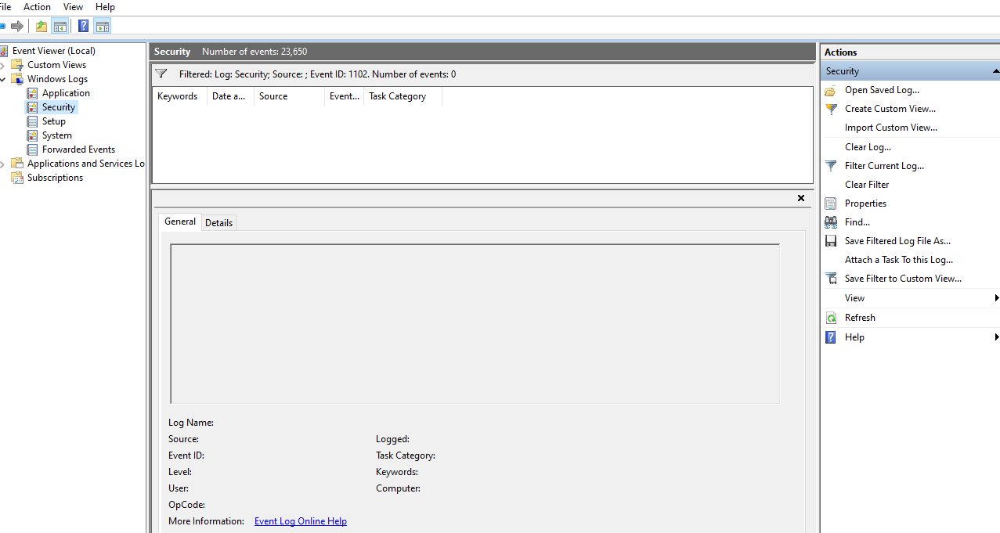 File Action View Help
Event Viewer (Local)
Custom Views
Windows Logs
Application
Security
Setup
System
Forwarded Events
Applications and Services Lo
Subscriptions
Security Number of events: 23,650
Filtered: Log: Security; Source: ; Event ID: 1102. Number of events: 0
Keywords Date a... Source Event... Task Category
General Details
Log Name:
Source: Logged:
Event ID: Task Category:
Level: Keywords:
User: Computer:
OpCode:
More Information: Event Log Online Help
Actions
Security
Open Saved Log...
Create Custom View...
Import Custom View...
Clear Log...
Filter Current Log...
Clear Filter
Properties
Find...
Save Filtered Log File As...
Attach a Task To this Log...
Save Filter to Custom View...
View
Refresh
Help